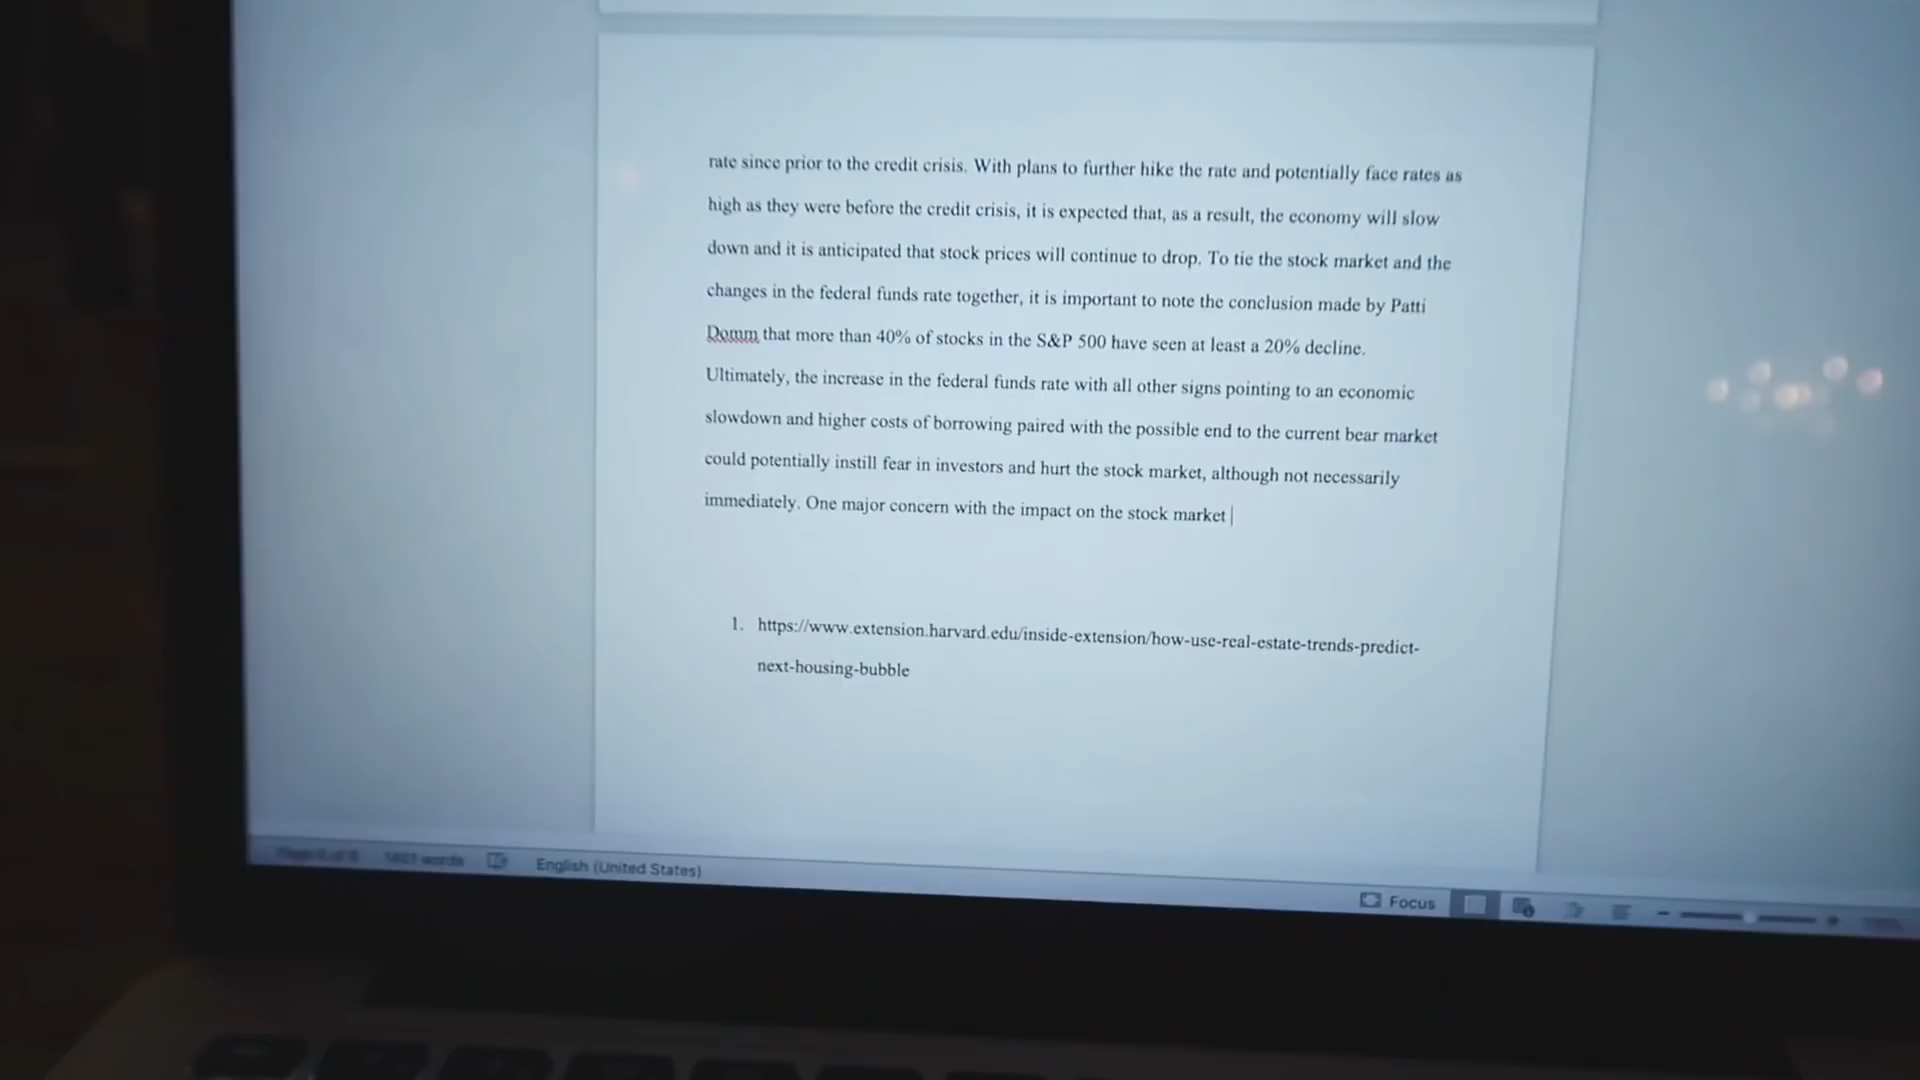 rate since prior to the credit crisis. With plans to further hike the rate and potentially face rates as
high as they were before the credit crisis, it is expected that, as a result, the economy will slow
down and it is anticipated that stock prices will continue to drop. To tie the stock market and the
changes in the federal funds rate together, it is important to note the conclusion made by Patti
Domm that more than 40% of stocks in the S&P 500 have seen at least a 20% decline.
Ultimately, the increase in the federal funds rate with all other signs pointing to an economic
slowdown and higher costs of borrowing paired with the possible end to the current bear market
could potentially instill fear in investors and hurt the stock market, although not necessarily
immediately. One major concern with the impact on the stock market
1. https://www.extension.harvard.edu/inside-extension/how-use-real-estate-trends-predict-
next-housing-bubble
words English (United States) Focus